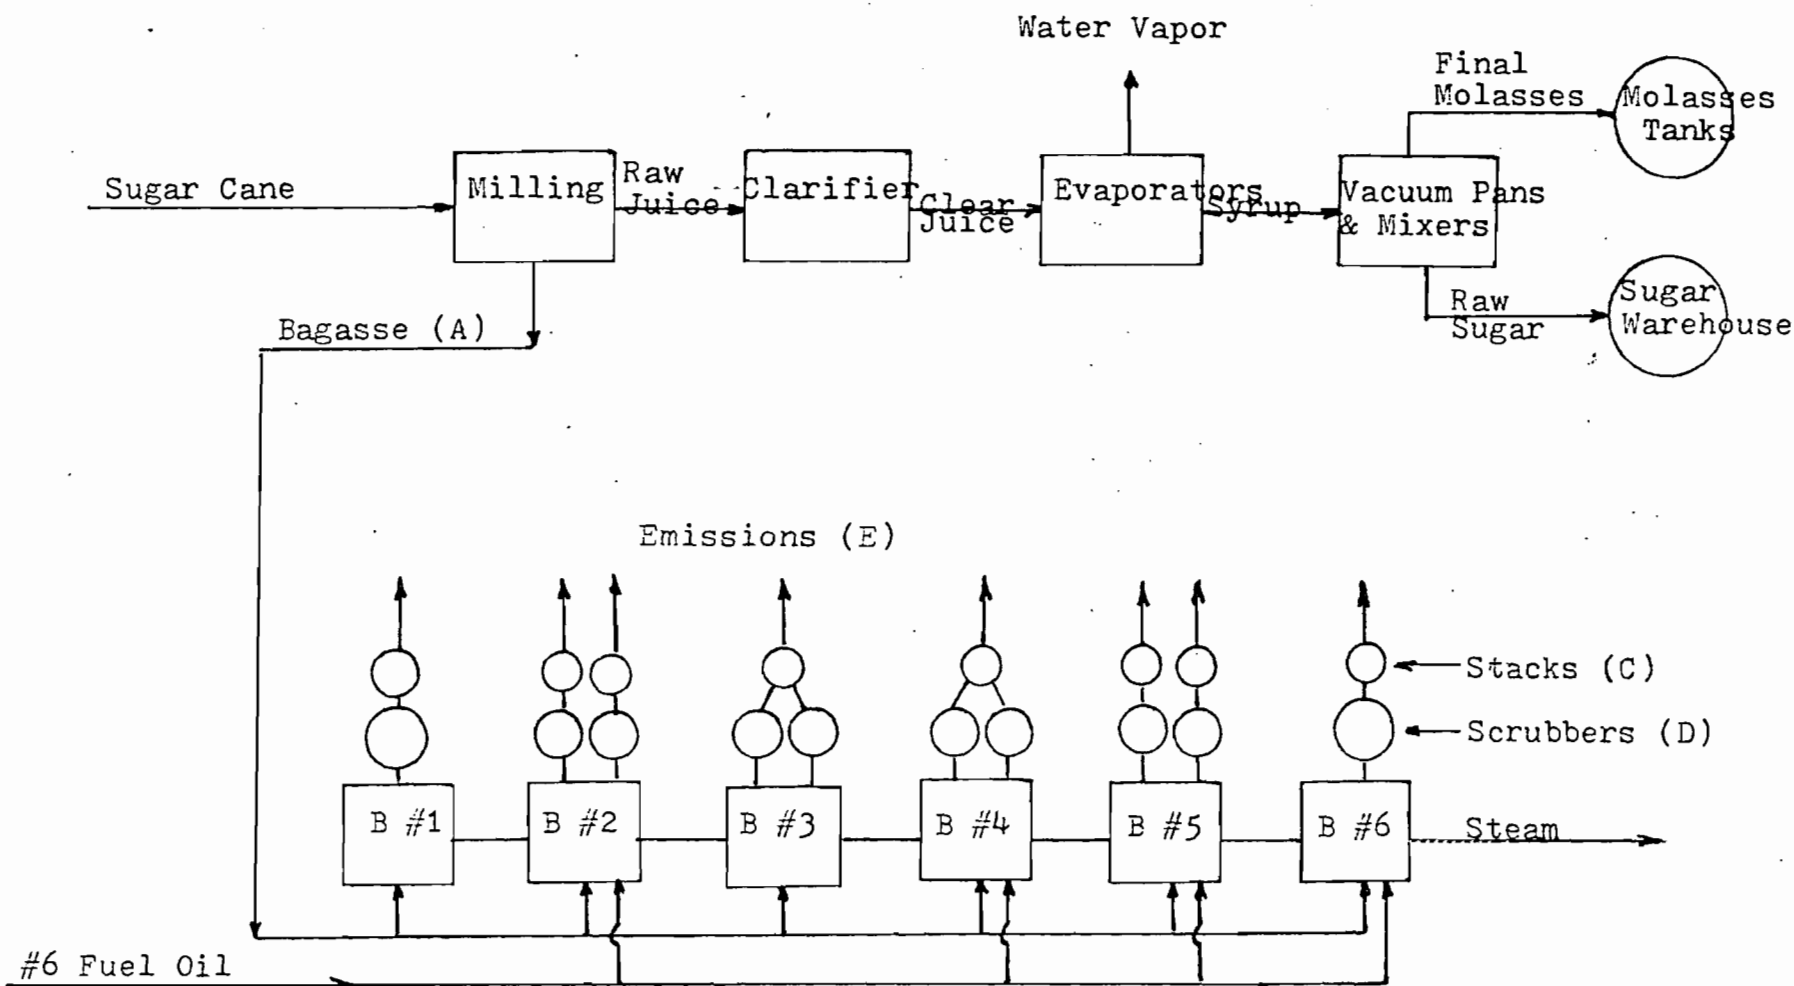 Water Vapor
Final
Molasses
Molasses
Tanks
Sugar Cane
Milling
Raw
Juice
Clarifier
Clear
Juice
Evaporators
Syrup
Vacuum Pans
& Mixers
Raw
Sugar
Sugar
Warehouse
Bagasse (A)
Emissions (E)
Stacks (C)
Scrubbers (D)
B #1
B #2
B #3
B #4
B #5
B #6
Steam
#6 Fuel Oil